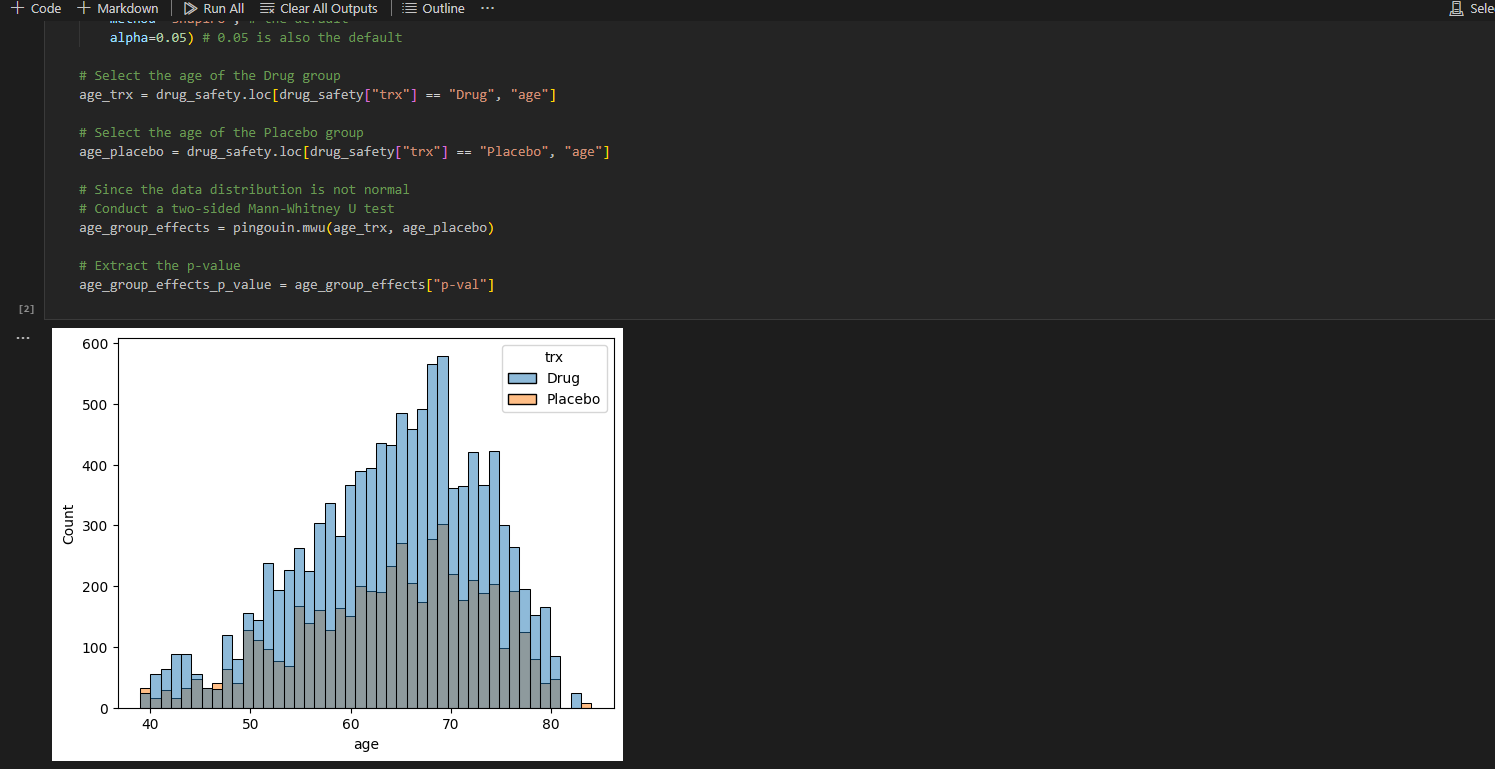 + Code + Markdown Run All Clear All Outputs Outline ... Sele
method="shapiro", # the default
alpha=0.05) # 0.05 is also the default
# Select the age of the Drug group
age_trx = drug_safety.loc[drug_safety["trx"] == "Drug", "age"]
# Select the age of the Placebo group
age_placebo = drug_safety.loc[drug_safety["trx"] == "Placebo", "age"]
# Since the data distribution is not normal
# Conduct a two-sided Mann-Whitney U test
age_group_effects = pingouin.mwu(age_trx, age_placebo)
# Extract the p-value
age_group_effects_p_value = age_group_effects["p-val"]
[2]
...
600
500
400
300
200
100
0
Count
trx
Drug
Placebo
40 50 60 70 80
age